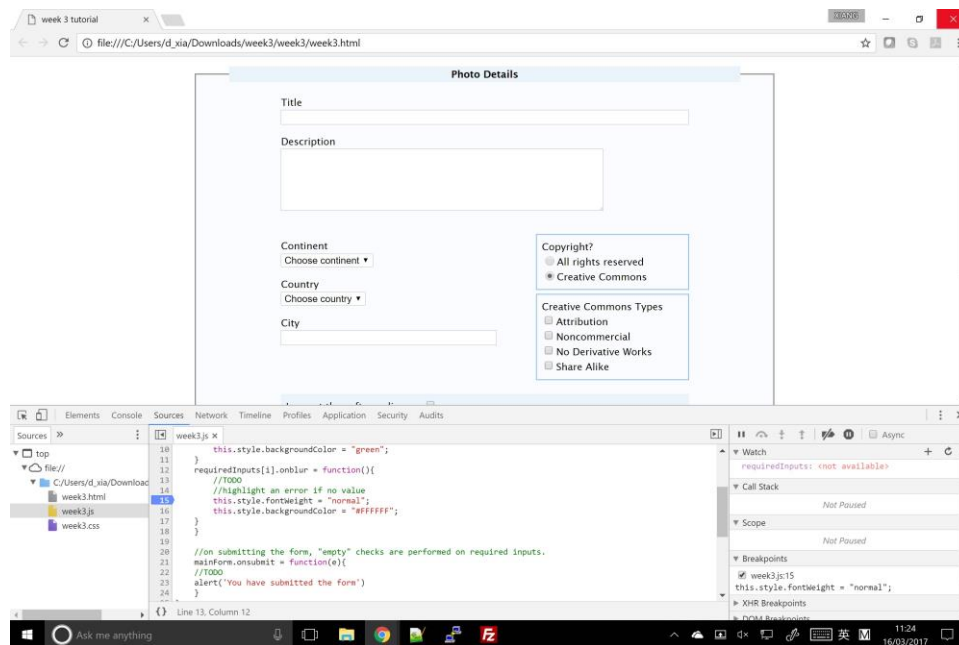 week 3 tutorial ×
XIANG
file:///C:/Users/d_xia/Downloads/week3/week3/week3.html
Photo Details
Title
Description
Continent
Choose continent ▾
Country
Choose country ▾
City
Copyright?
All rights reserved
Creative Commons
Creative Commons Types
Attribution
Noncommercial
No Derivative Works
Share Alike
Elements Console Sources Network Timeline Profiles Application Security Audits
Sources »
top
file://
C:/Users/d_xia/Download
week3.html
week3.js
week3.css
week3.js ×
10 this.style.backgroundColor = "green";
11 }
12 requiredInputs[i].onblur = function(){
13 //TODO
14 //highlight an error if no value
15 this.style.fontWeight = "normal";
16 this.style.backgroundColor = "#FFFFFF";
17 }
18 }
19
20 //on submitting the form, "empty" checks are performed on required inputs.
21 mainForm.onsubmit = function(e){
22 //TODO
23 alert('You have submitted the form')
24 }
{} Line 13, Column 12
Async
Watch
requiredInputs: <not available>
Call Stack
Not Paused
Scope
Not Paused
Breakpoints
week3.js:15
this.style.fontWeight = "normal";
XHR Breakpoints
DOM Breakpoints
Ask me anything
英 M
11:24
16/03/2017